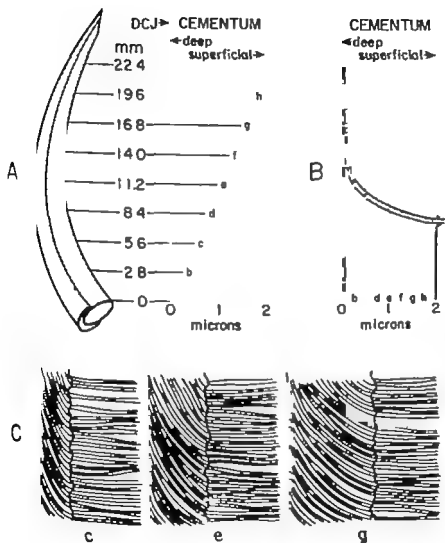 DCJ CEMENTUM
deep
superficial
mm
22.4
19.6 h
16.8 g
14.0 f
11.2 e
8.4 d
5.6 c
2.8 b
0
0 1 2
microns
A
CEMENTUM
deep
superficial
B
b d e f g h
0 1 2
microns
C
c e g